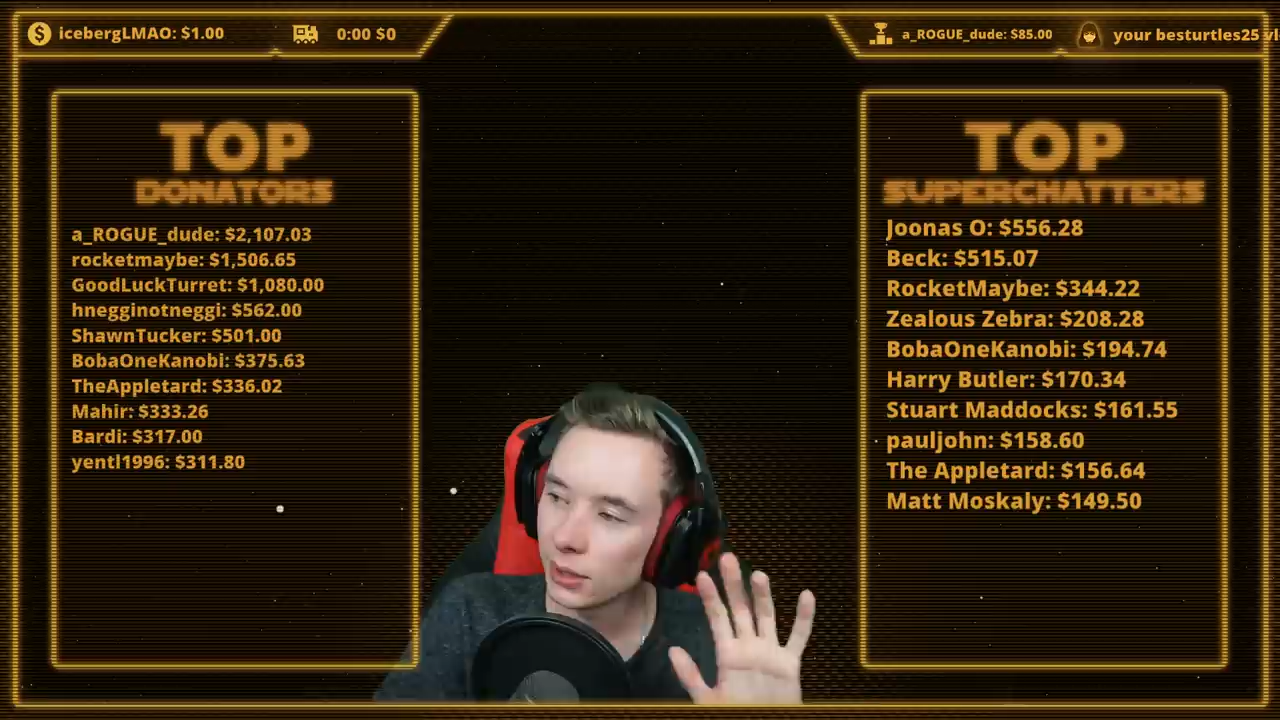 icebergLMAO: $1.00
0:00 $0
a_ROGUE_dude: $85.00
your besturtles25 vi
TOP
DONATORS
a_ROGUE_dude: $2,107.03
rocketmaybe: $1,506.65
GoodLuckTurret: $1,080.00
hnegginotneggi: $562.00
ShawnTucker: $501.00
BobaOneKanobi: $375.63
TheAppletard: $336.02
Mahir: $333.26
Bardi: $317.00
yentl1996: $311.80
TOP
SUPERCHATTERS
Joonas O: $556.28
Beck: $515.07
RocketMaybe: $344.22
Zealous Zebra: $208.28
BobaOneKanobi: $194.74
Harry Butler: $170.34
Stuart Maddocks: $161.55
pauljohn: $158.60
The Appletard: $156.64
Matt Moskaly: $149.50